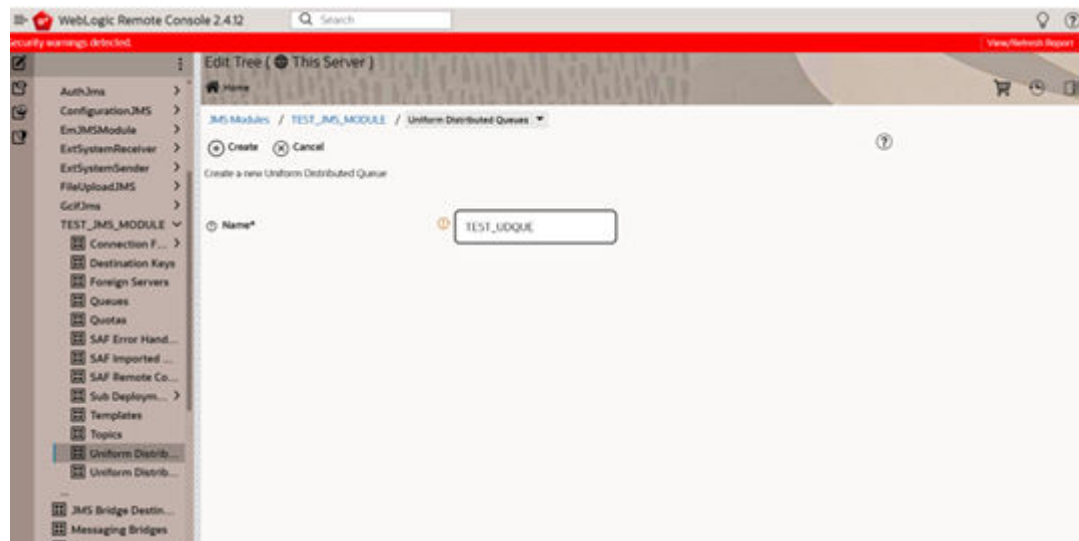 WebLogic Remote Console 2.4.12
Search
ecurity warnings detected.
View/Refresh Report
Edit Tree ( This Server )
Home
AuthJms
ConfigurationJMS
EmJMSModule
ExtSystemReceiver
ExtSystemSender
FileUploadJMS
GcifJms
TEST_JMS_MODULE
Connection F...
Destination Keys
Foreign Servers
Queues
Quotas
SAF Error Hand...
SAF Imported ...
SAF Remote Co...
Sub Deploym...
Templates
Topics
Uniform Distrib...
Uniform Distrib...
...
JMS Bridge Destin...
Messaging Bridges
JMS Modules / TEST_JMS_MODULE / Uniform Distributed Queues
Create Cancel
Create a new Uniform Distributed Queue
Name*
TEST_UDQUE